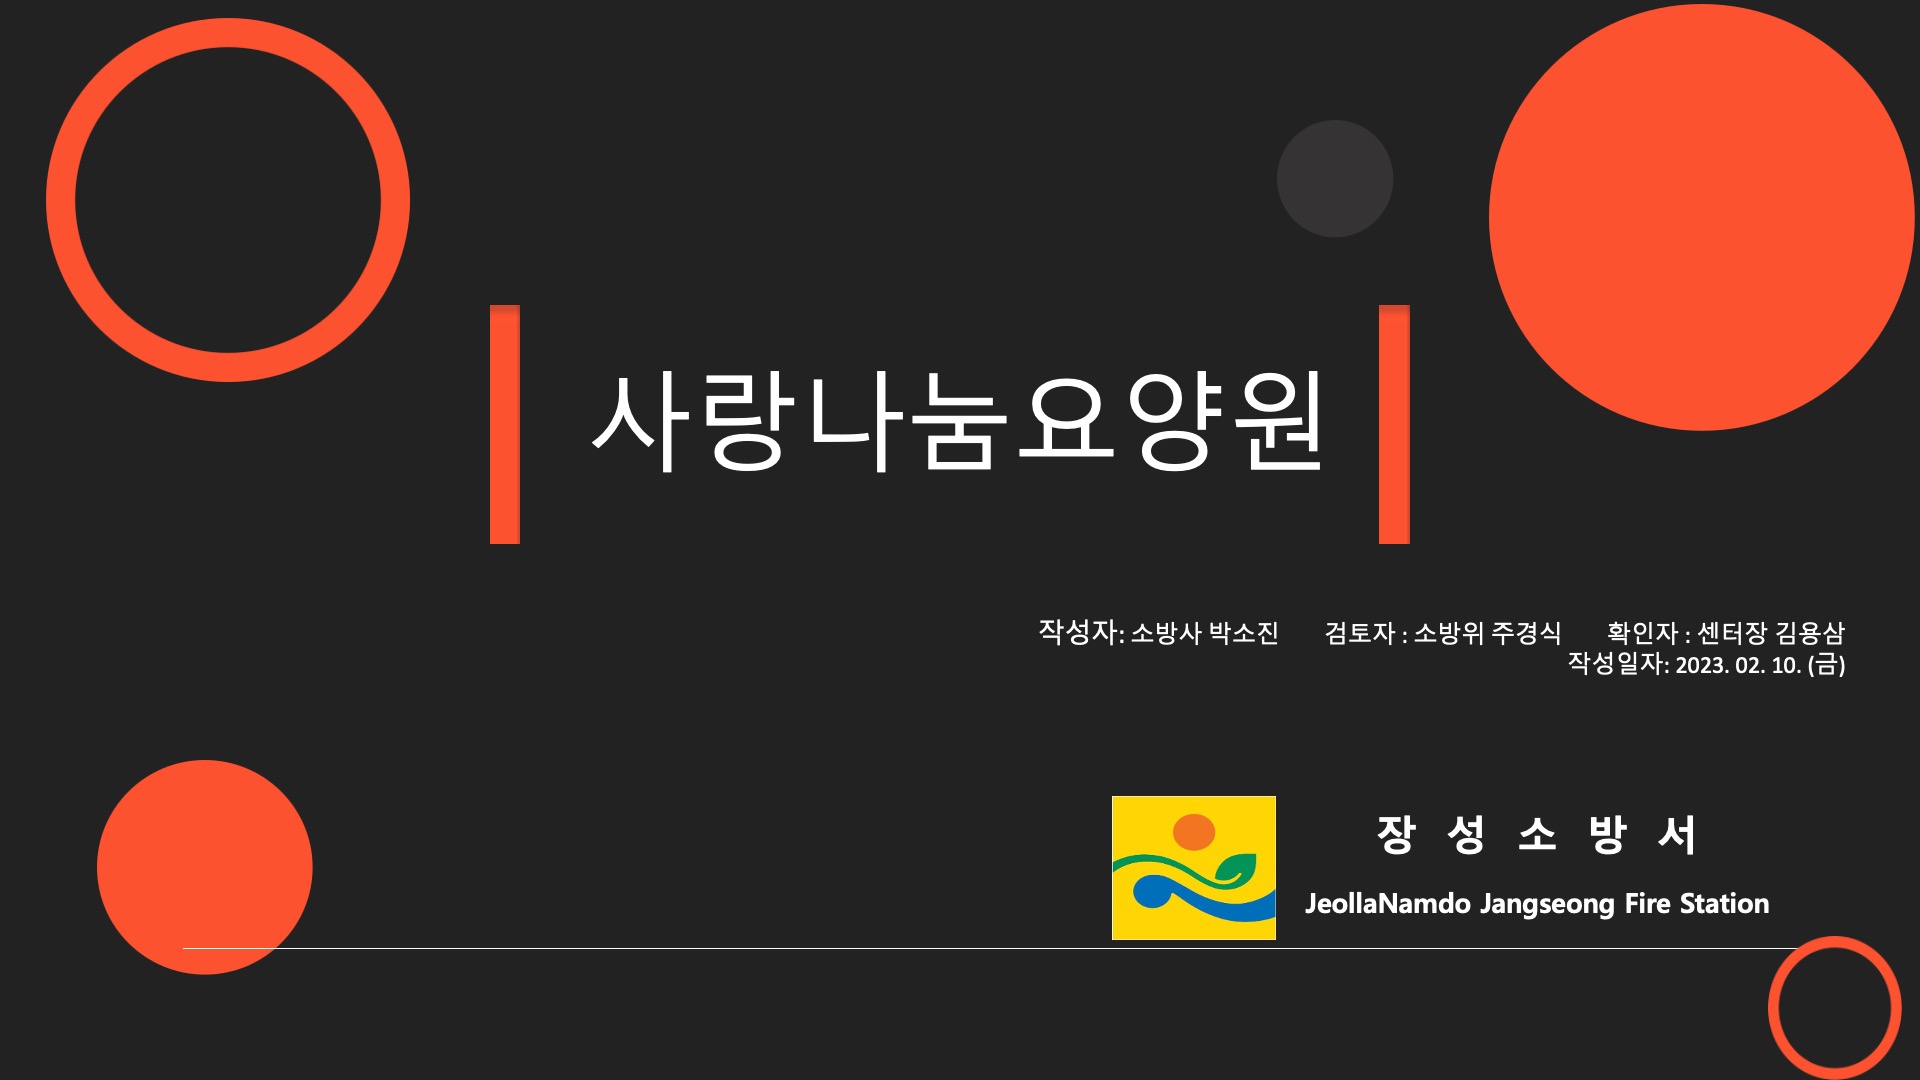 사랑나눔요양원
작성자: 소방사 박소진 검토자 : 소방위 주경식 확인자 : 센터장 김용삼
작성일자: 2023. 02. 10. (금)
장 성 소 방 서
JeollaNamdo Jangseong Fire Station